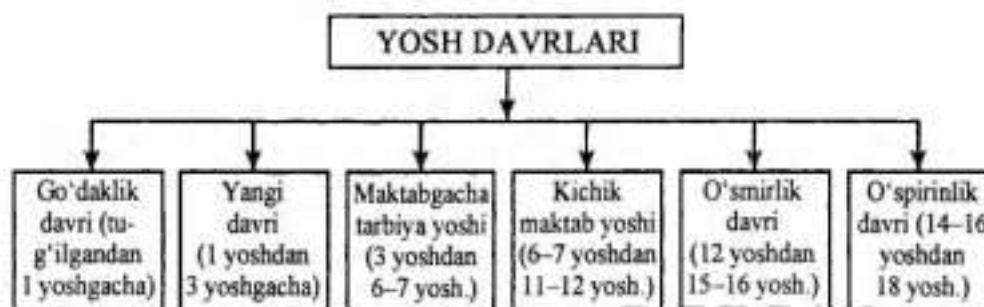 YOSH DAVRLARI
Go‘daklik
davri (tu-
g‘ilgandan
1 yoshgacha)
Yangi
davri
(1 yoshdan
3 yoshgacha)
Maktabgacha
tarbiya yoshi
(3 yoshdan
6–7 yosh.)
Kichik
maktab yoshi
(6–7 yoshdan
11–12 yosh.)
O‘smirlik
davri
(12 yoshdan
15–16 yosh.)
O‘spirinlik
davri (14–16
yoshdan
18 yosh.)